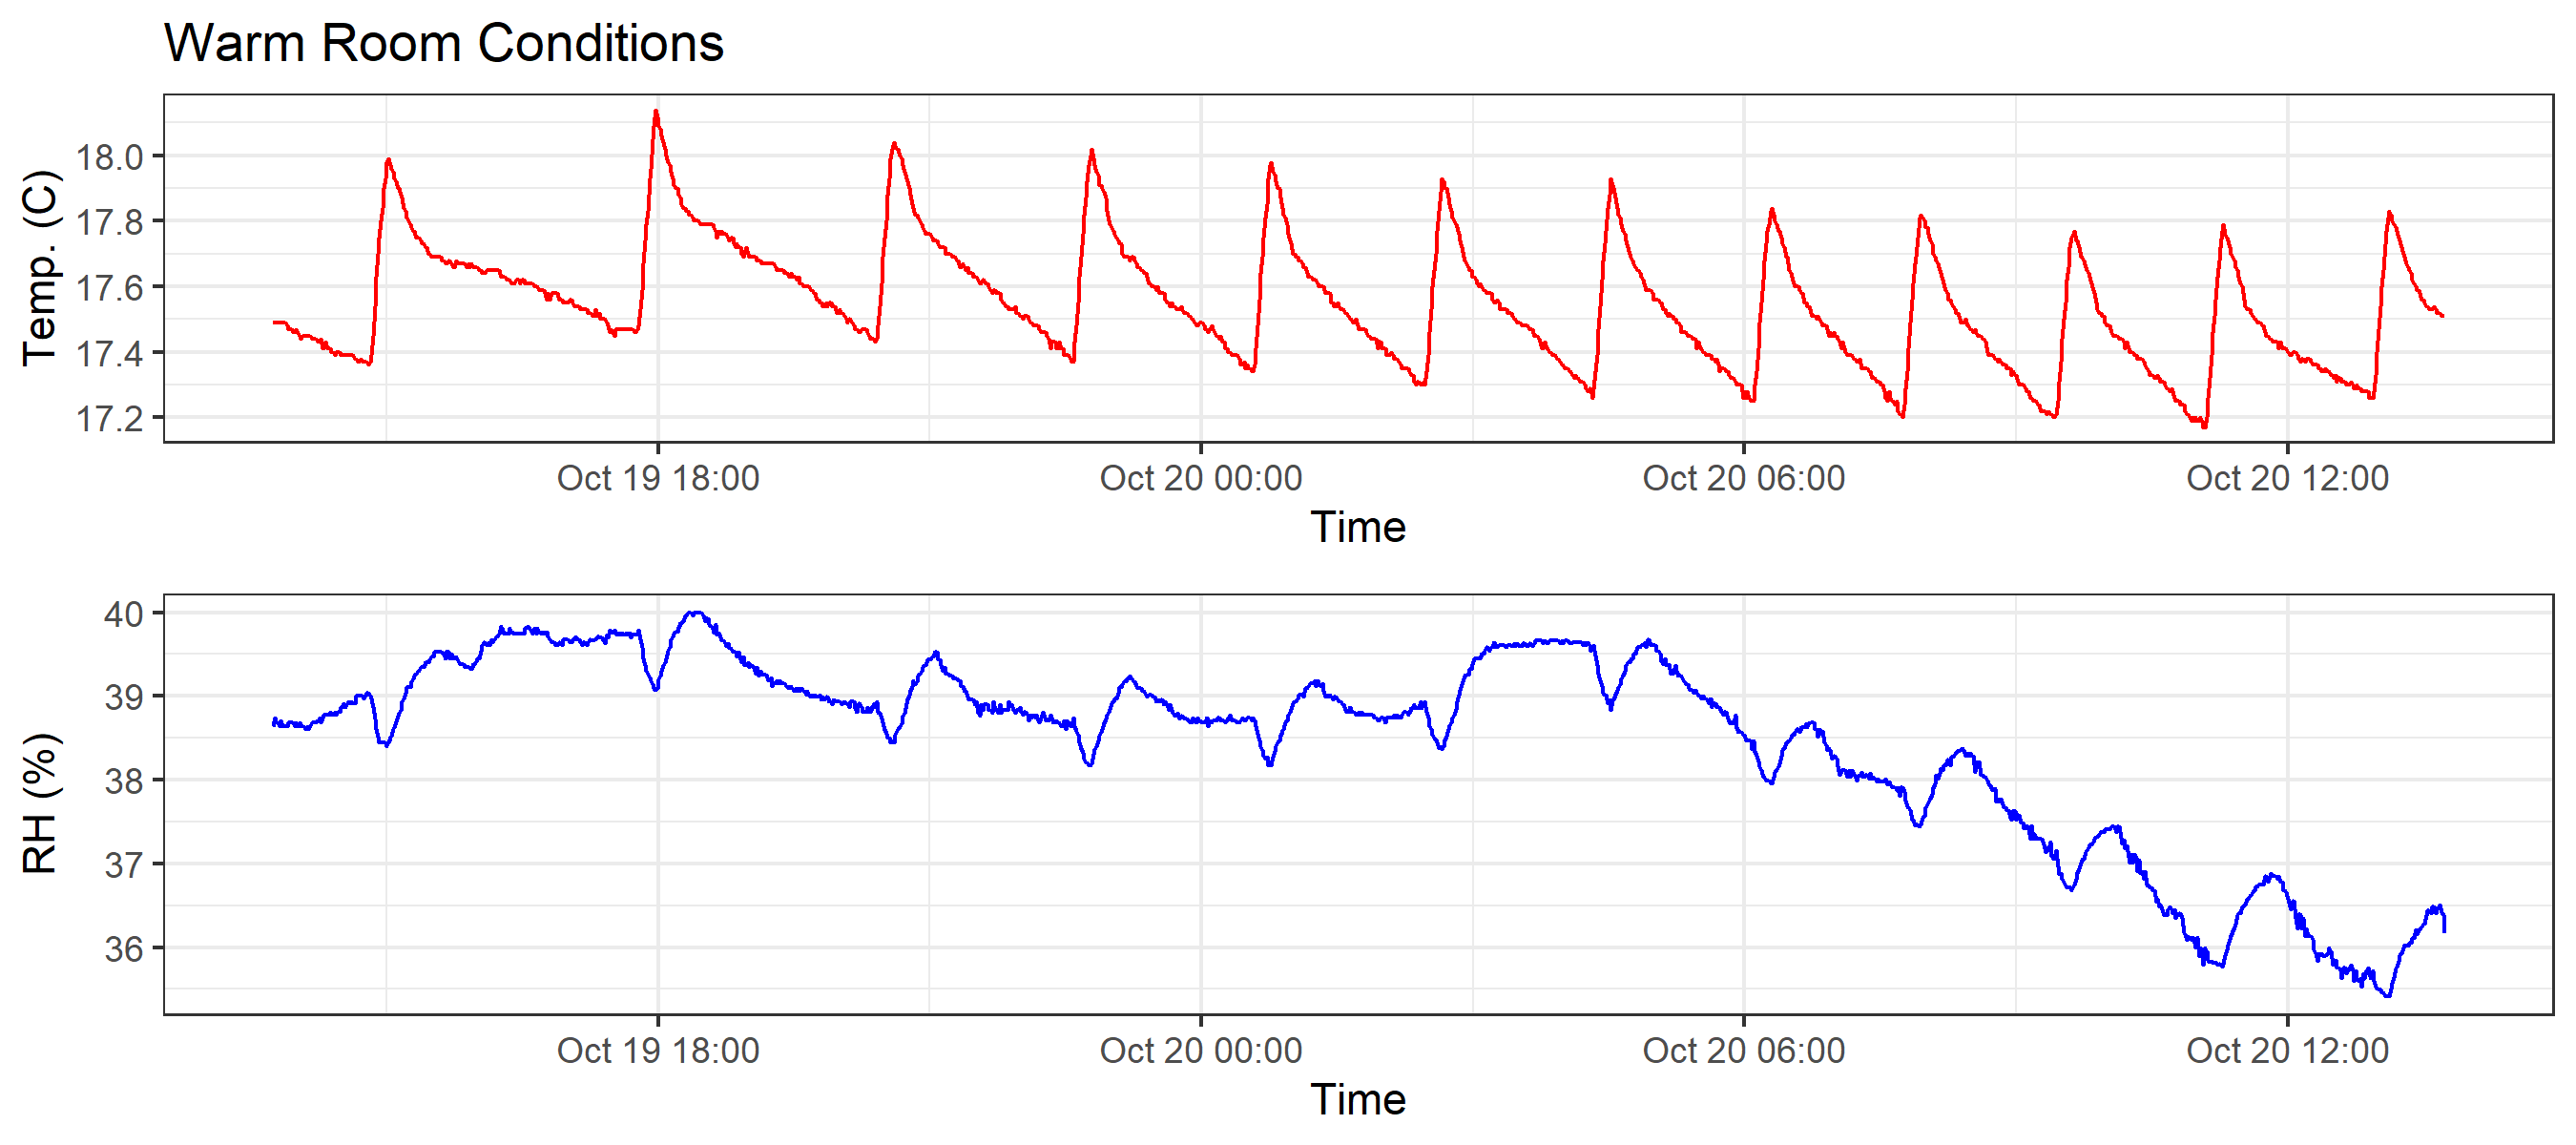 Warm Room Conditions
Temp. (C)
18.0
17.8
17.6
17.4
17.2
Oct 19 18:00 Oct 20 00:00 Oct 20 06:00 Oct 20 12:00
Time
RH (%)
40
39
38
37
36
Oct 19 18:00 Oct 20 00:00 Oct 20 06:00 Oct 20 12:00
Time